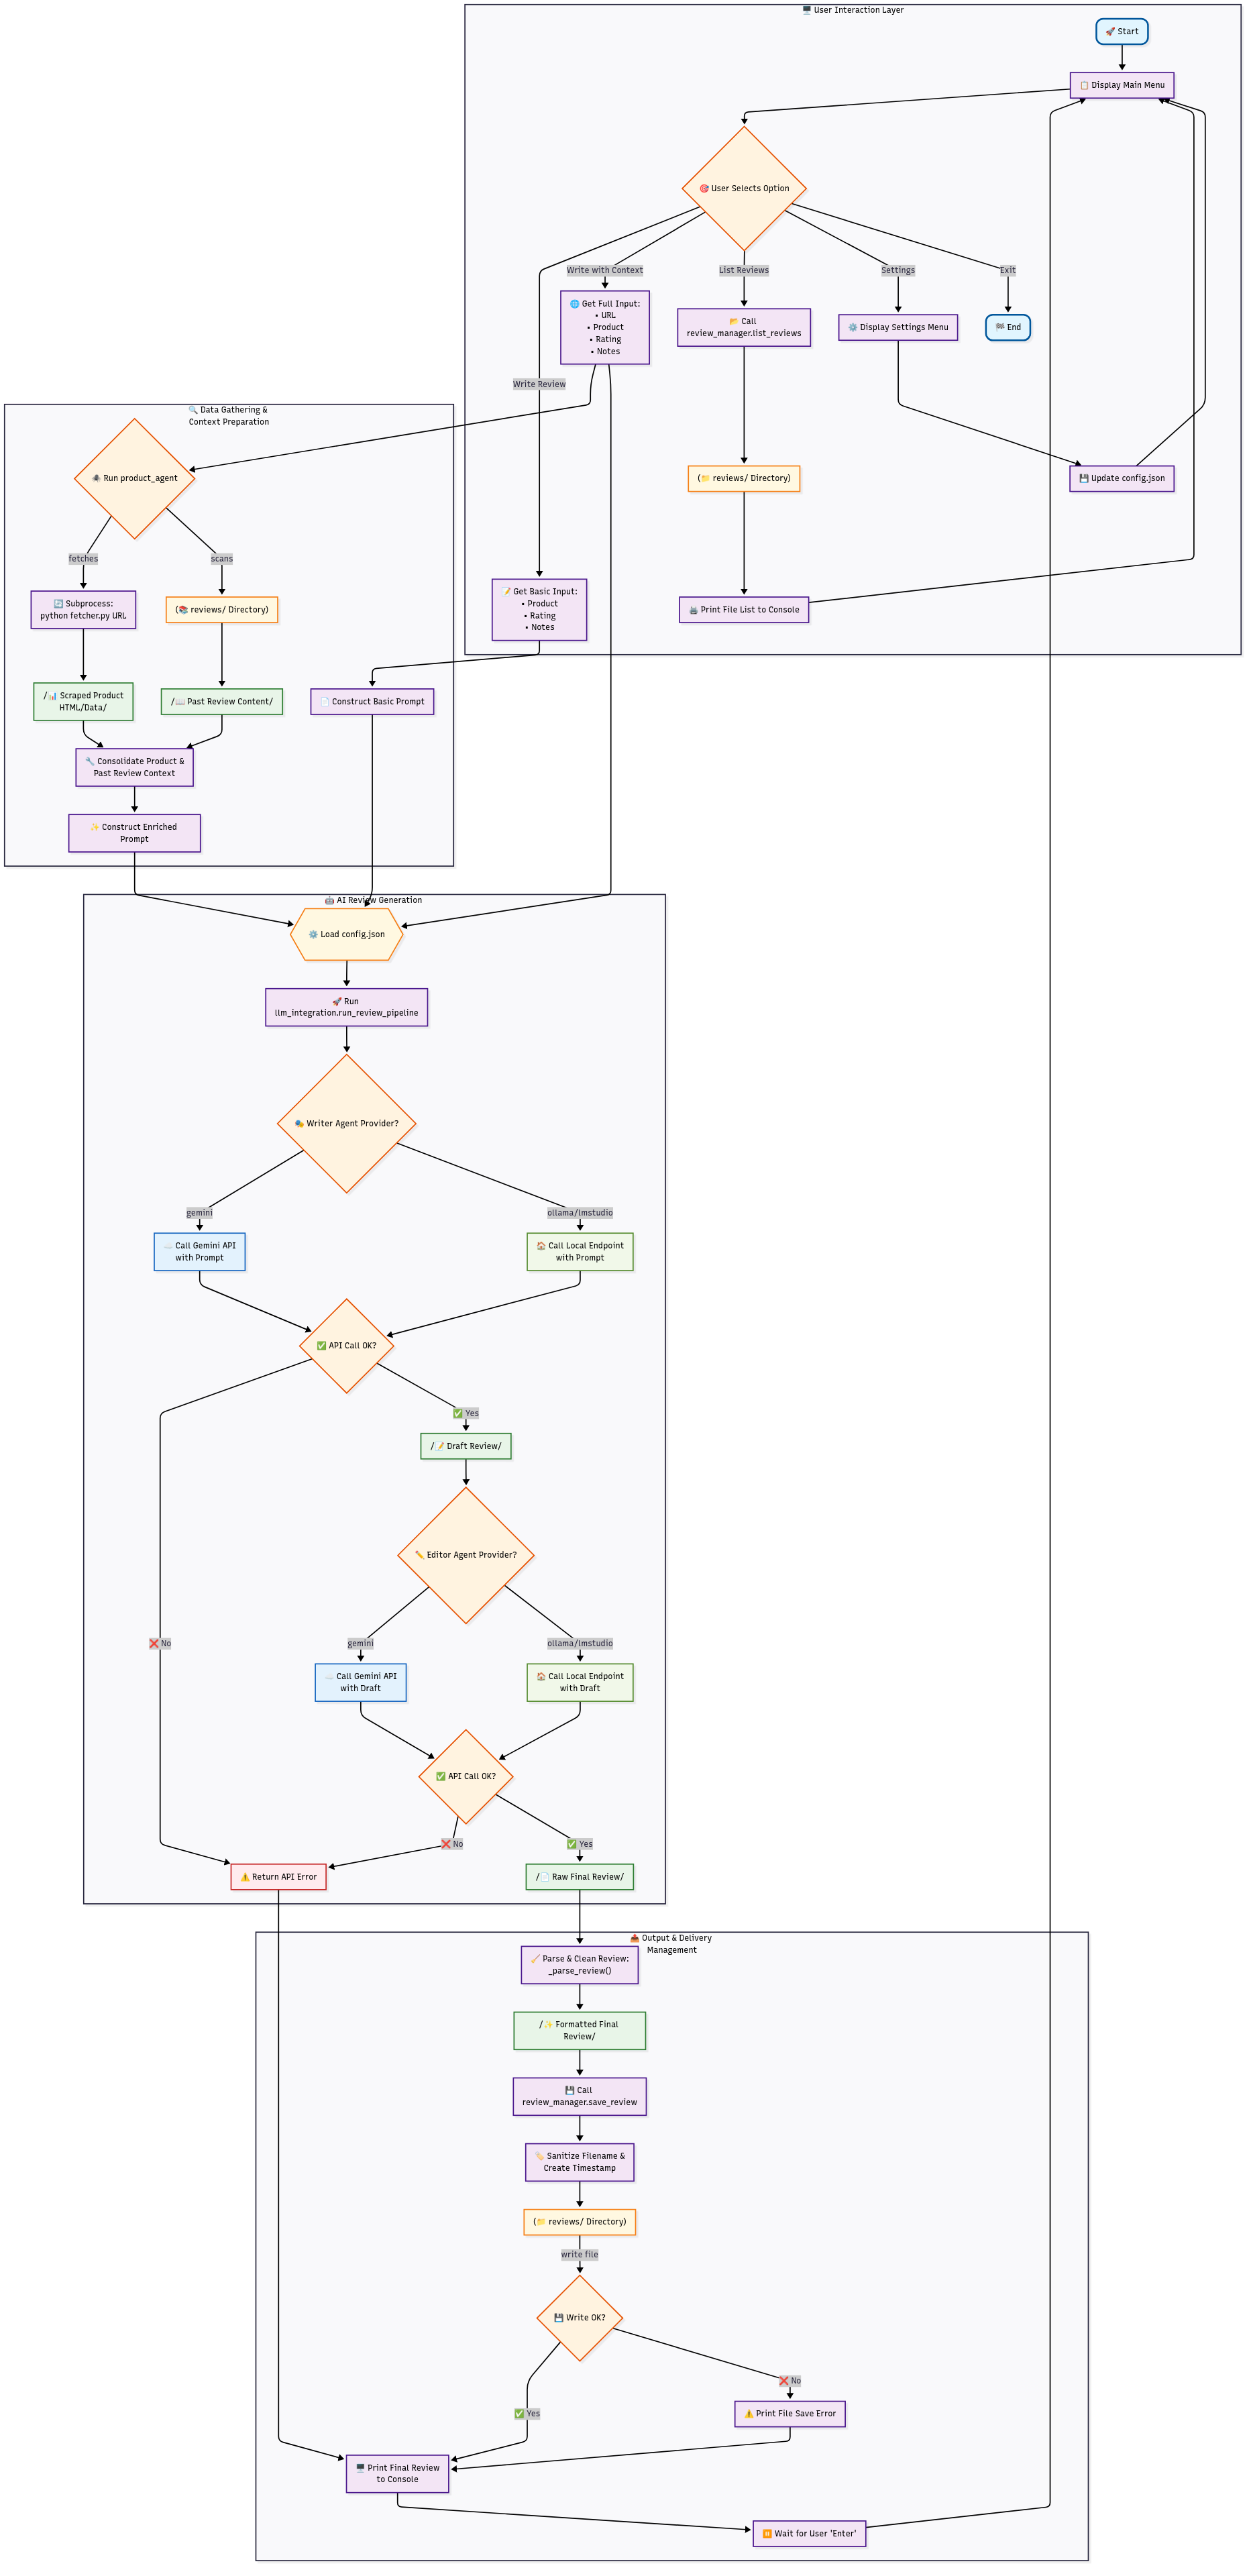 🖥️ User Interaction Layer
🚀 Start
📋 Display Main Menu
🎯 User Selects Option
Write with Context
List Reviews
Settings
Exit
🌐 Get Full Input:
• URL
• Product
• Rating
• Notes
📂 Call
review_manager.list_reviews
⚙️ Display Settings Menu
🏁 End
Write Review
(📁 reviews/ Directory)
💾 Update config.json
📝 Get Basic Input:
• Product
• Rating
• Notes
🖨️ Print File List to Console
🔍 Data Gathering &
Context Preparation
🕷️ Run product_agent
fetches
scans
🔄 Subprocess:
python fetcher.py URL
(📚 reviews/ Directory)
/📊 Scraped Product
HTML/Data/
/📖 Past Review Content/
📄 Construct Basic Prompt
🔧 Consolidate Product &
Past Review Context
✨ Construct Enriched
Prompt
🤖 AI Review Generation
⚙️ Load config.json
🚀 Run
llm_integration.run_review_pipeline
🎭 Writer Agent Provider?
gemini
ollama/lmstudio
☁️ Call Gemini API
with Prompt
🏠 Call Local Endpoint
with Prompt
✅ API Call OK?
✅ Yes
/📝 Draft Review/
✏️ Editor Agent Provider?
❌ No
gemini
ollama/lmstudio
☁️ Call Gemini API
with Draft
🏠 Call Local Endpoint
with Draft
✅ API Call OK?
❌ No
✅ Yes
⚠️ Return API Error
/📄 Raw Final Review/
📤 Output & Delivery
Management
🧹 Parse & Clean Review:
_parse_review()
/✨ Formatted Final
Review/
💾 Call
review_manager.save_review
🏷️ Sanitize Filename &
Create Timestamp
(📁 reviews/ Directory)
write file
💾 Write OK?
❌ No
✅ Yes
⚠️ Print File Save Error
🖥️ Print Final Review
to Console
⏸️ Wait for User 'Enter'